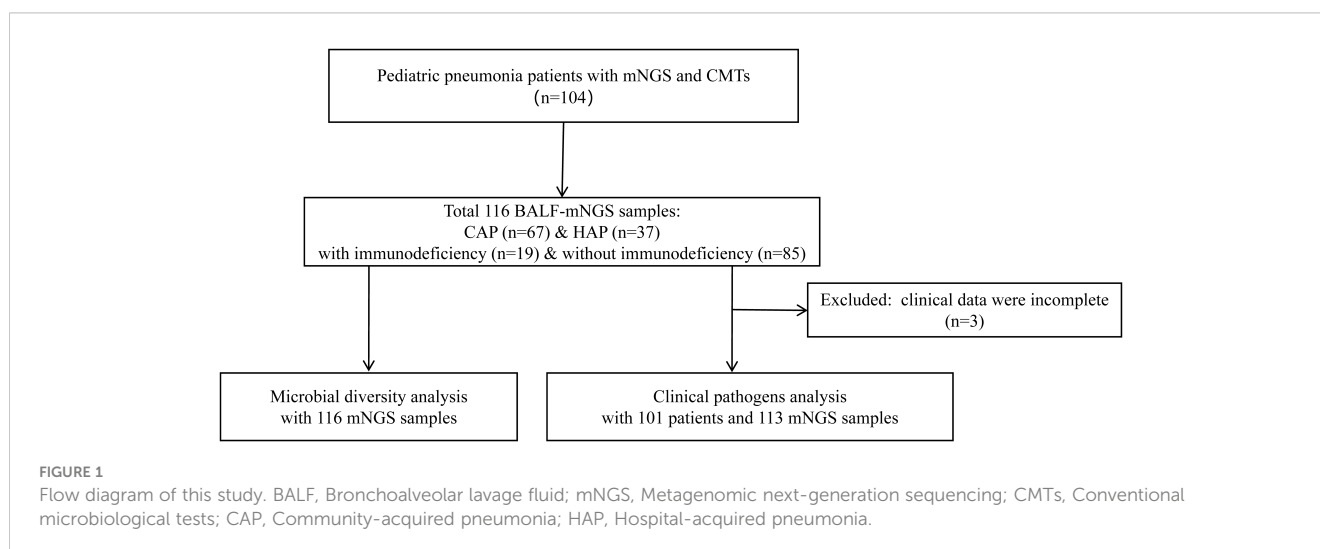 Pediatric pneumonia patients with mNGS and CMTs
(n=104)
Total 116 BALF-mNGS samples:
CAP (n=67) & HAP (n=37)
with immunodeficiency (n=19) & without immunodeficiency (n=85)
Excluded: clinical data were incomplete
(n=3)
Microbial diversity analysis
with 116 mNGS samples
Clinical pathogens analysis
with 101 patients and 113 mNGS samples
FIGURE 1
Flow diagram of this study. BALF, Bronchoalveolar lavage fluid; mNGS, Metagenomic next-generation sequencing; CMTs, Conventional
microbiological tests; CAP, Community-acquired pneumonia; HAP, Hospital-acquired pneumonia.